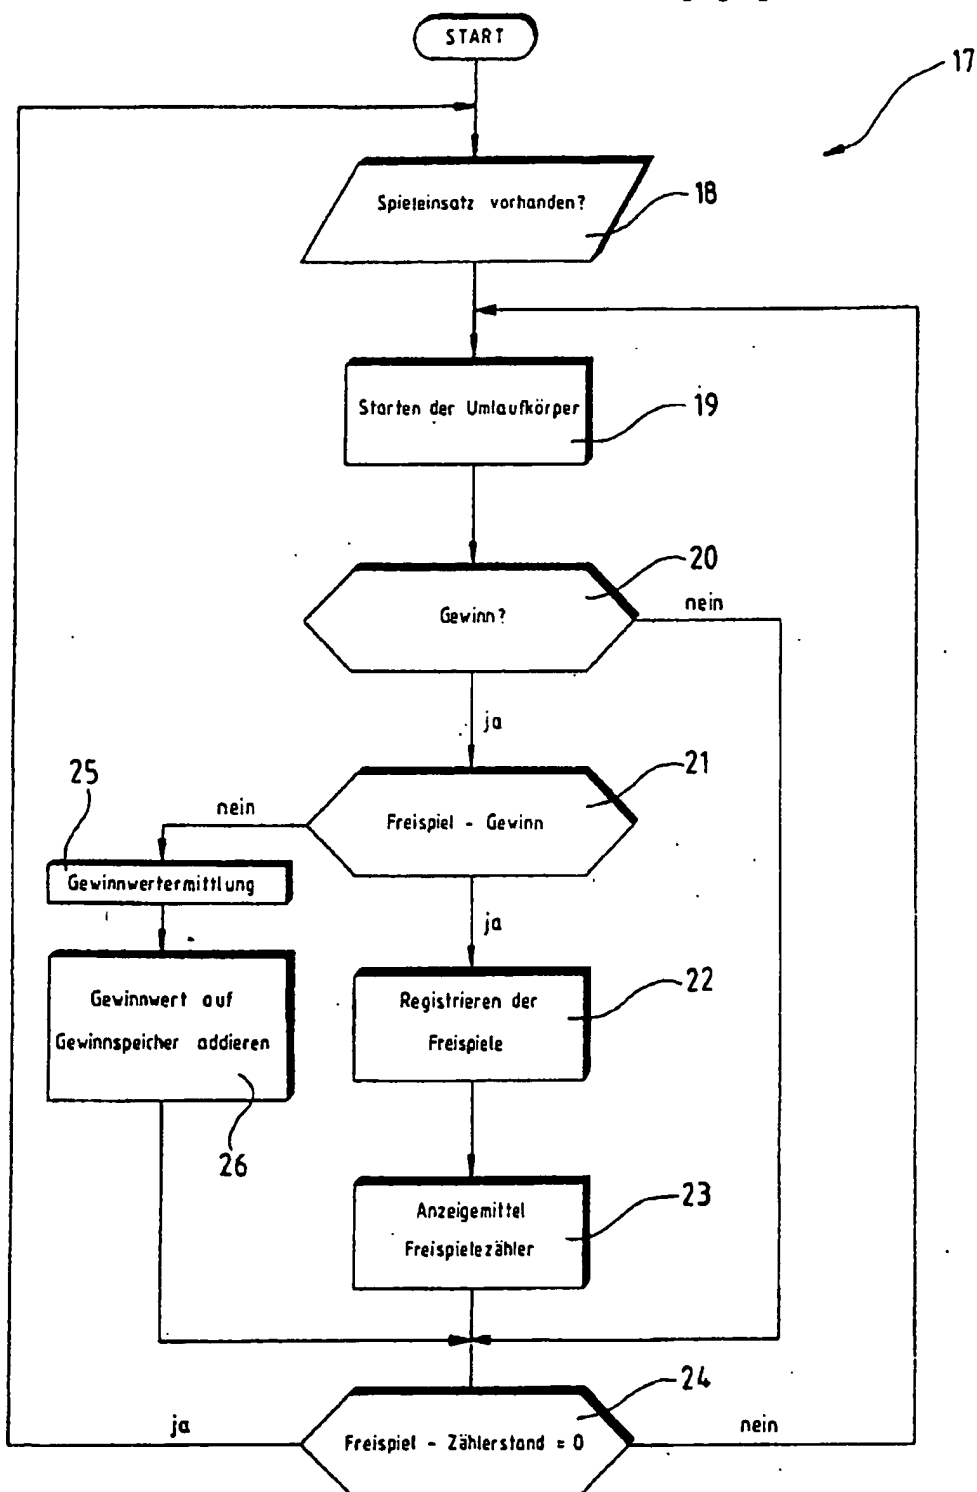 START
17
Spieleinsatz vorhanden?
18
Starten der Umlaufkörper
19
20
Gewinn?
nein
ja
21
25
nein
Freispiel - Gewinn
Gewinnwertermittlung
ja
22
Gewinnwert auf
Gewinnspeicher addieren
Registrieren der
Freispiele
26
23
Anzeigemittel
Freispielezähler
24
ja
Freispiel - Zählerstand = 0
nein